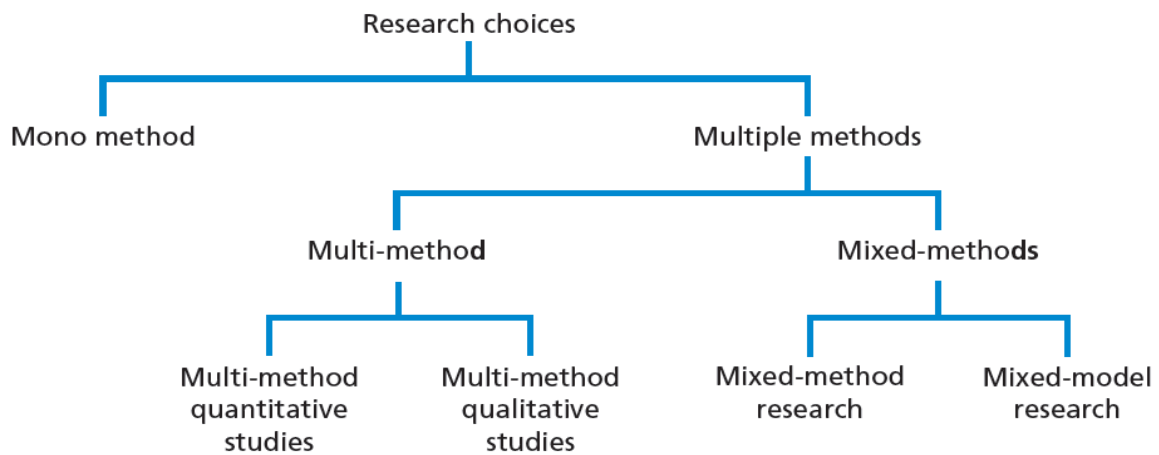 Research choices
Mono method
Multiple methods
Multi-method
Mixed-methods
Multi-method
quantitative
studies
Multi-method
qualitative
studies
Mixed-method
research
Mixed-model
research